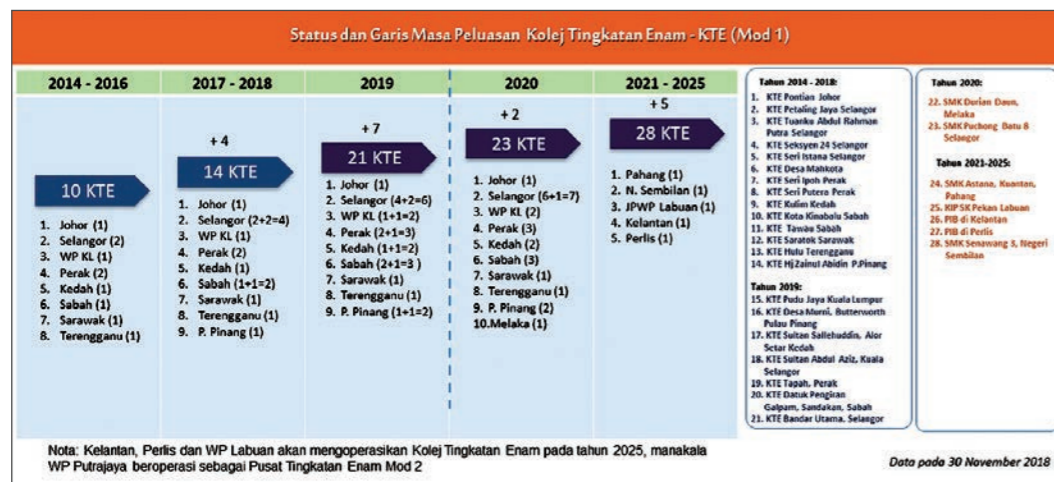 Status dan Garis Masa Peluasan Kolej Tingkatan Enam - KTE (Mod 1)
2014 - 2016
10 KTE
1. Johor (1)
2. Selangor (2)
3. WP KL (1)
4. Perak (2)
5. Kedah (1)
6. Sabah (1)
7. Sarawak (1)
8. Terengganu (1)
2017 - 2018
+ 4
14 KTE
1. Johor (1)
2. Selangor (2+2=4)
3. WP KL (1)
4. Perak (2)
5. Kedah (1)
6. Sabah (1+1=2)
7. Sarawak (1)
8. Terengganu (1)
9. P. Pinang (1)
2019
+ 7
21 KTE
1. Johor (1)
2. Selangor (4+2=6)
3. WP KL (1+1=2)
4. Perak (2+1=3)
5. Kedah (1+1=2)
6. Sabah (2+1=3 )
7. Sarawak (1)
8. Terengganu (1)
9. P. Pinang (1+1=2)
2020
+ 2
23 KTE
1. Johor (1)
2. Selangor (6+1=7)
3. WP KL (2)
4. Perak (3)
5. Kedah (2)
6. Sabah (3)
7. Sarawak (1)
8. Terengganu (1)
9. P. Pinang (2)
10.Melaka (1)
2021 - 2025
+ 5
28 KTE
1. Pahang (1)
2. N. Sembilan (1)
3. JPWP Labuan (1)
4. Kelantan (1)
5. Perlis (1)
Tahun 2014 - 2018:
1. KTE Pontian Johor
2. KTE Petaling Jaya Selangor
3. KTE Tuanku Abdul Rahman
Putra Selangor
4. KTE Seksyen 24 Selangor
5. KTE Seri Istana Selangor
6. KTE Desa Mahkota
7. KTE Seri Ipoh Perak
8. KTE Seri Putera Perak
9. KTE Kulim Kedah
10. KTE Kota Kinabalu Sabah
11. KTE Tawau Sabah
12. KTE Saratok Sarawak
13. KTE Hulu Terengganu
14. KTE Hj Zainul Abidin P.Pinang
Tahun 2019:
15. KTE Pudu Jaya Kuala Lumpur
16. KTE Desa Murni, Butterworth
Pulau Pinang
17. KTE Sultan Sallehuddin, Alor
Setar Kedah
18. KTE Sultan Abdul Aziz, Kuala
Selangor
19. KTE Tapah, Perak
20. KTE Datuk Pengiran
Galpam, Sandakan, Sabah
21. KTE Bandar Utama, Selangor
Tahun 2020:
22. SMK Durian Daun,
Melaka
23. SMK Puchong Batu 8
Selangor
Tahun 2021-2025:
24. SMK Astana, Kuantan,
Pahang
25. KIP SK Pekan Labuan
26. PIB di Kelantan
27. PIB di Perlis
28. SMK Senawang 3, Negeri
Sembilan
Nota: Kelantan, Perlis dan WP Labuan akan mengoperasikan Kolej Tingkatan Enam pada tahun 2025, manakala
WP Putrajaya beroperasi sebagai Pusat Tingkatan Enam Mod 2
Data pada 30 November 2018